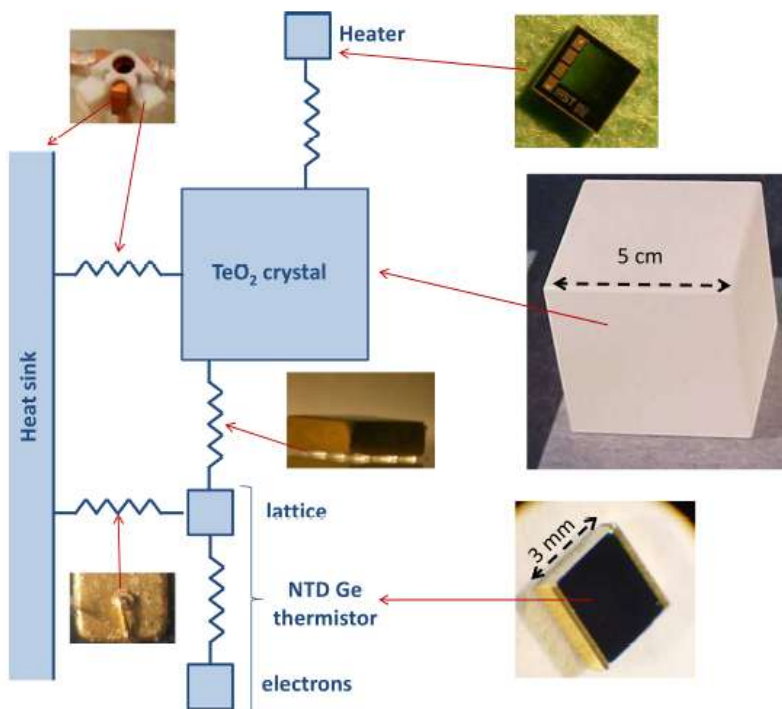 Heater
TeO₂ crystal
5 cm
Heat sink
lattice
3 mm
NTD Ge
thermistor
electrons